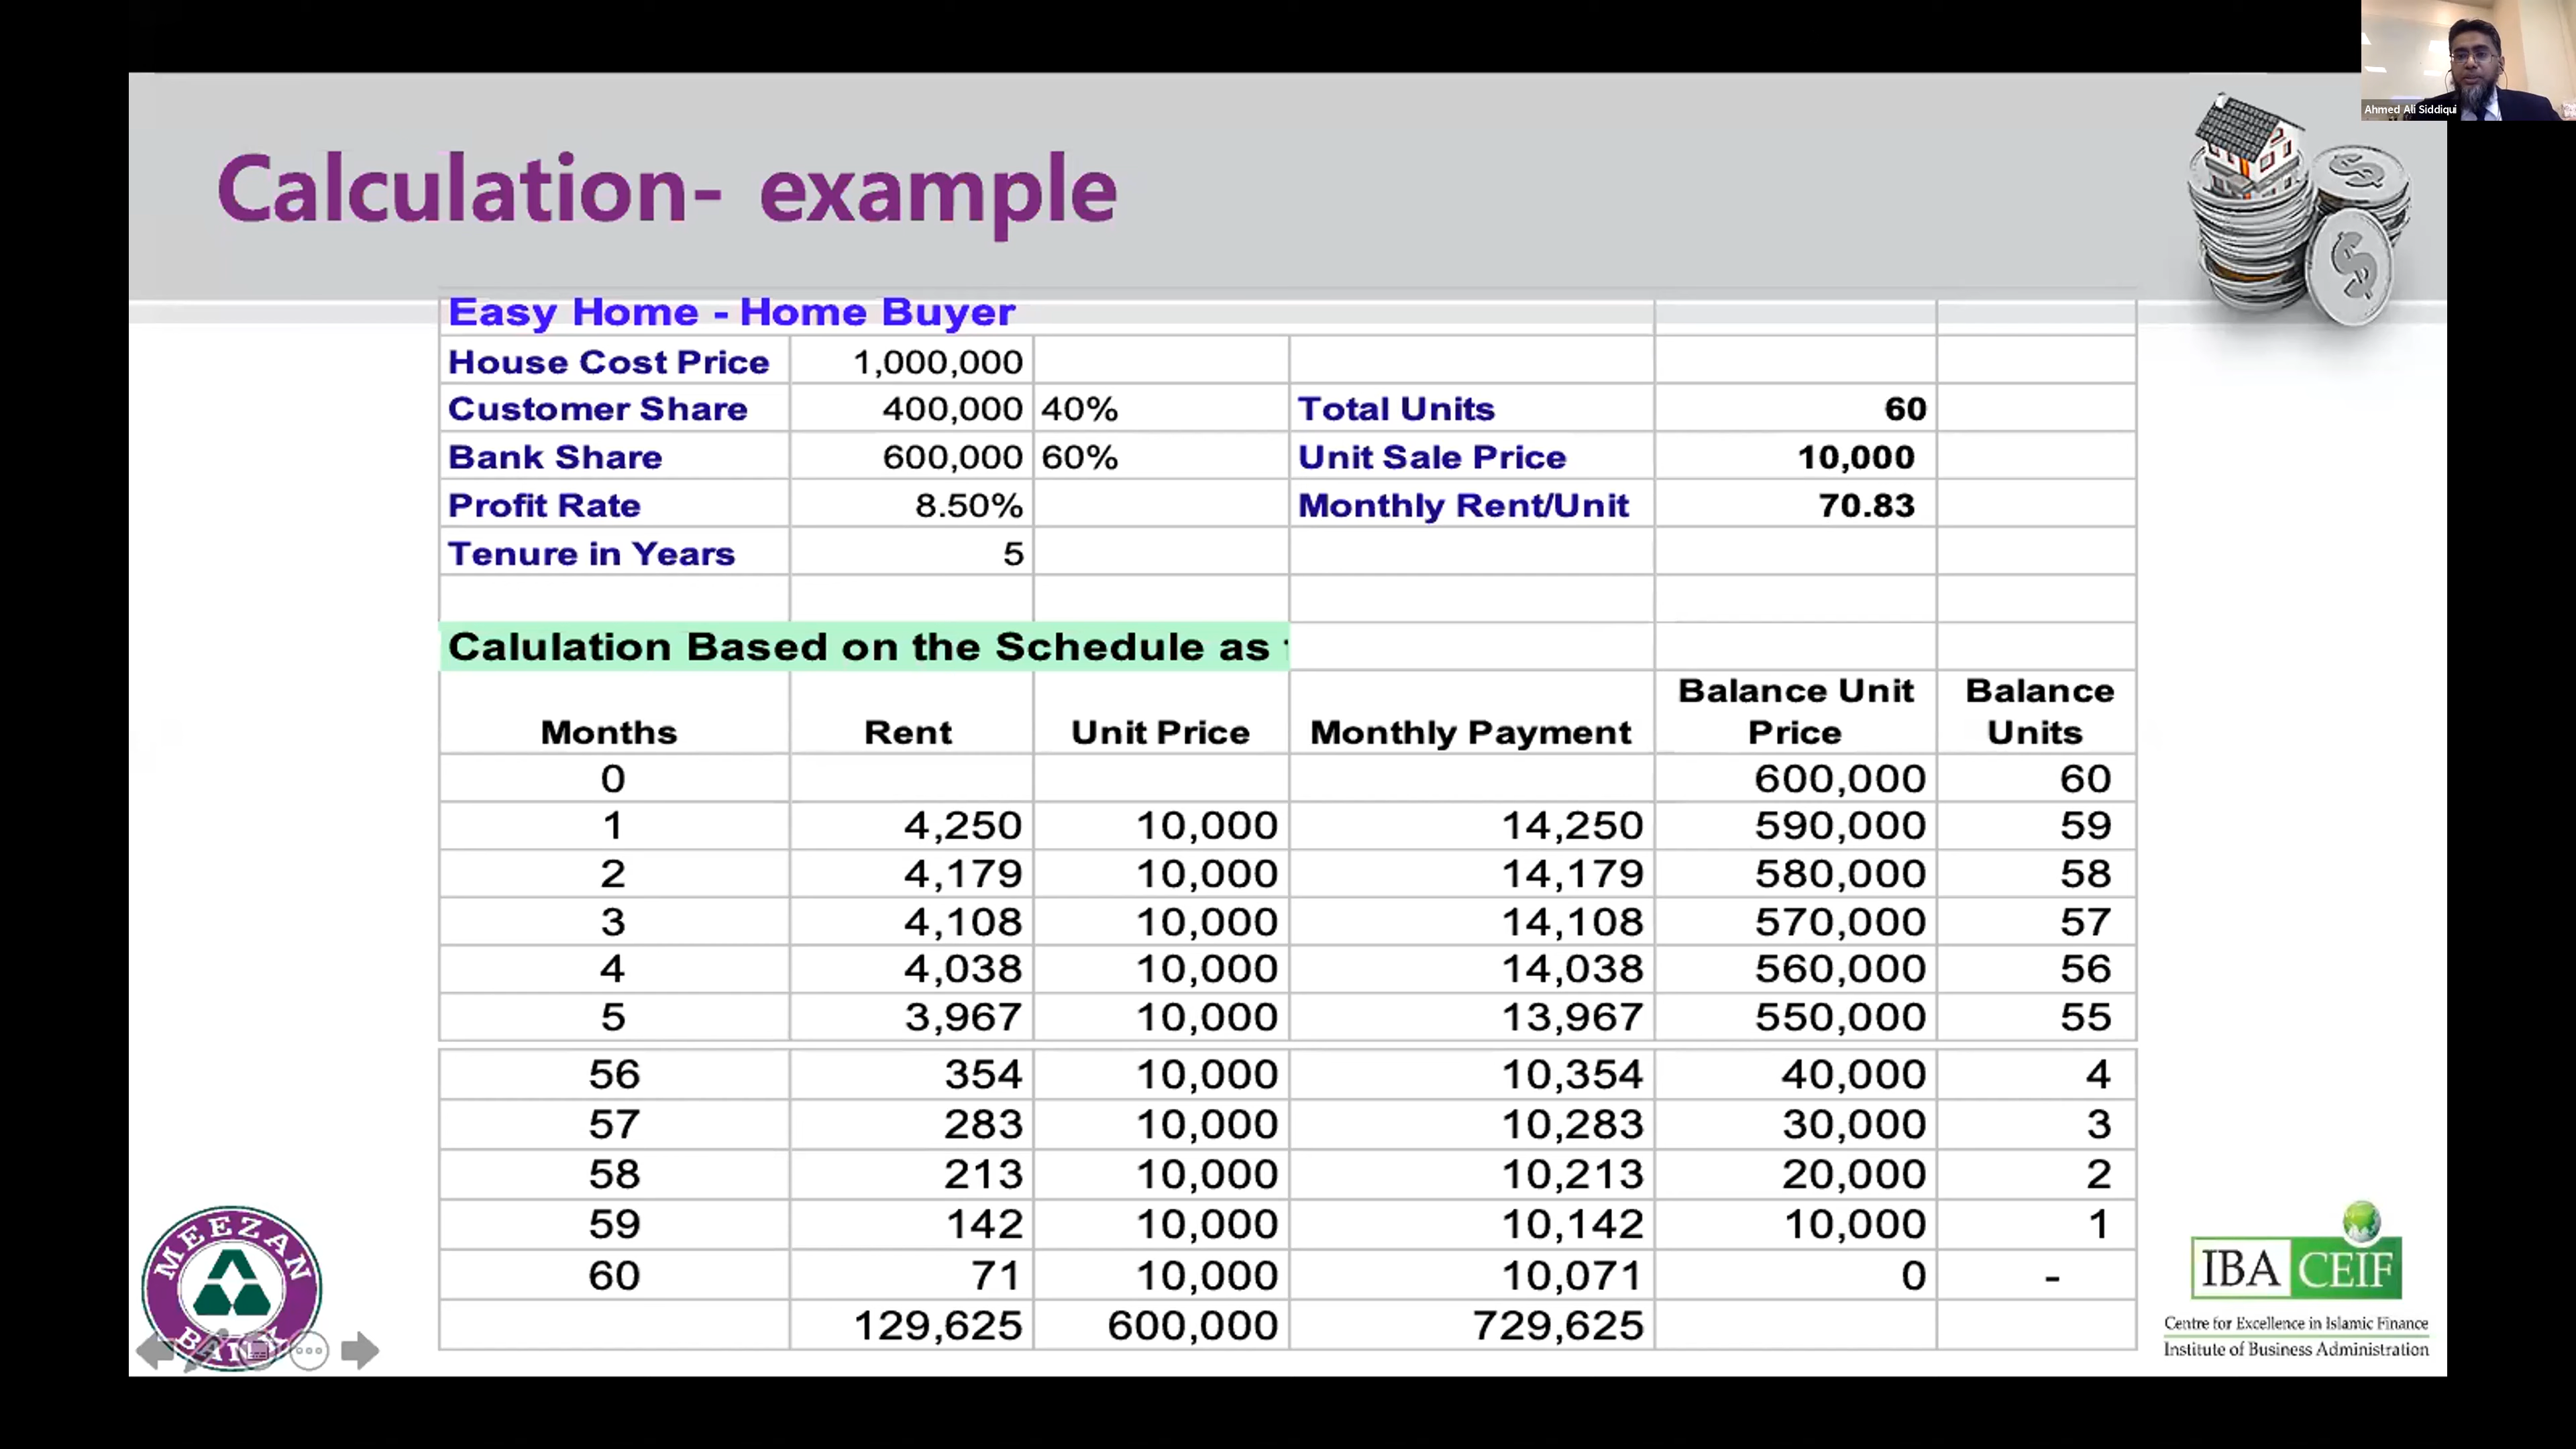 Ahmed Ali Siddiqui
Calculation- example
Easy Home - Home Buyer
House Cost Price 1,000,000
Customer Share 400,000 40% Total Units 60
Bank Share 600,000 60% Unit Sale Price 10,000
Profit Rate 8.50% Monthly Rent/Unit 70.83
Tenure in Years 5
Calulation Based on the Schedule as
Months Rent Unit Price Monthly Payment Balance Unit Price Balance Units
0 600,000 60
1 4,250 10,000 14,250 590,000 59
2 4,179 10,000 14,179 580,000 58
3 4,108 10,000 14,108 570,000 57
4 4,038 10,000 14,038 560,000 56
5 3,967 10,000 13,967 550,000 55
56 354 10,000 10,354 40,000 4
57 283 10,000 10,283 30,000 3
58 213 10,000 10,213 20,000 2
59 142 10,000 10,142 10,000 1
60 71 10,000 10,071 0 -
129,625 600,000 729,625
MEEZAN
BANK
IBA CEIF
Centre for Excellence in Islamic Finance
Institute of Business Administration